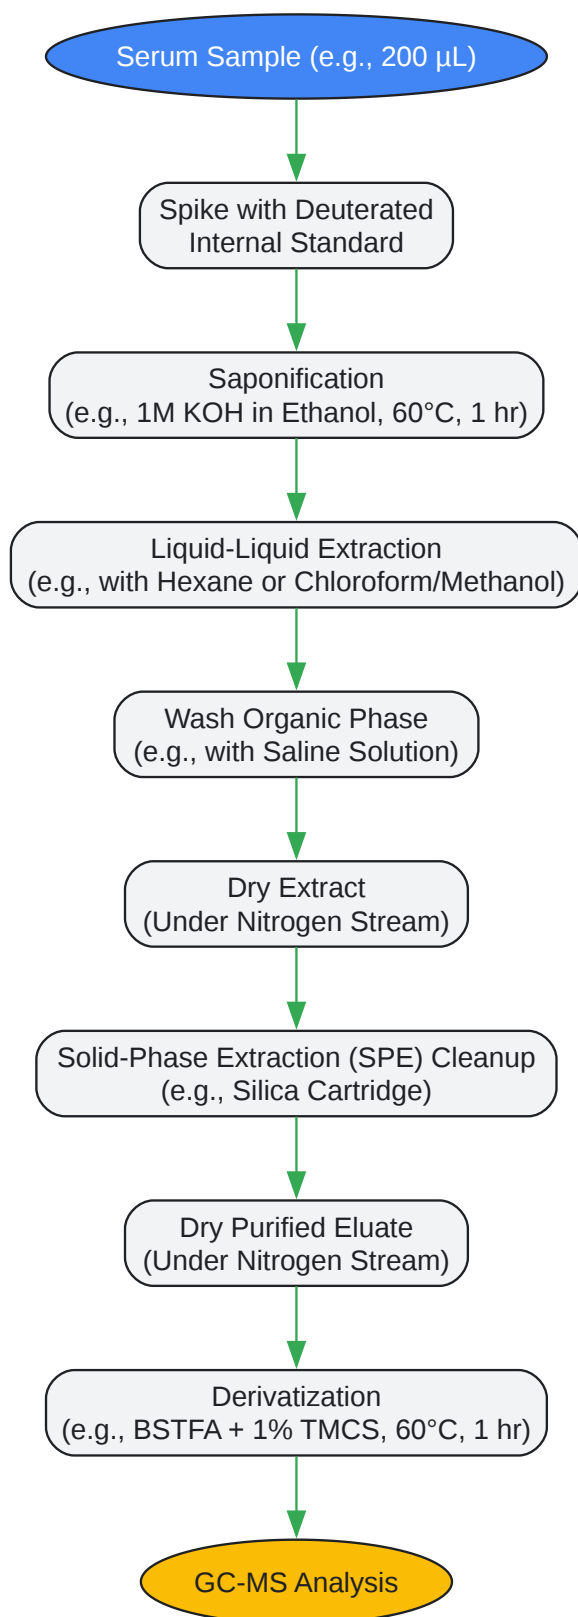 Serum Sample (e.g., 200 µL)
Spike with Deuterated
Internal Standard
Saponification
(e.g., 1M KOH in Ethanol, 60°C, 1 hr)
Liquid-Liquid Extraction
(e.g., with Hexane or Chloroform/Methanol)
Wash Organic Phase
(e.g., with Saline Solution)
Dry Extract
(Under Nitrogen Stream)
Solid-Phase Extraction (SPE) Cleanup
(e.g., Silica Cartridge)
Dry Purified Eluate
(Under Nitrogen Stream)
Derivatization
(e.g., BSTFA + 1% TMCS, 60°C, 1 hr)
GC-MS Analysis